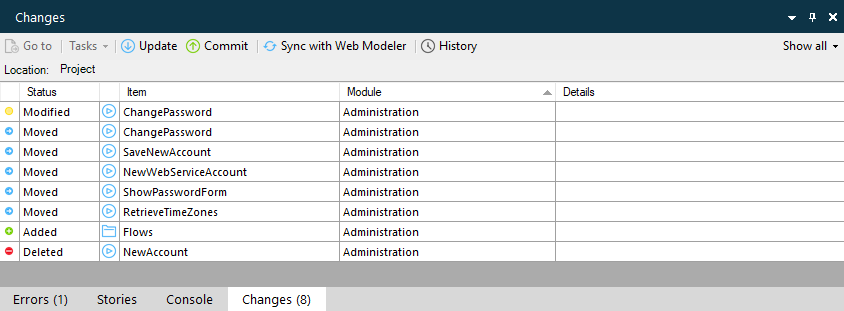 Changes
Go to Tasks Update Commit Sync with Web Modeler History Show all
Location: Project
Status Item Module Details
Modified ChangePassword Administration
Moved ChangePassword Administration
Moved SaveNewAccount Administration
Moved NewWebServiceAccount Administration
Moved ShowPasswordForm Administration
Moved RetrieveTimeZones Administration
Added Flows Administration
Deleted NewAccount Administration
Errors (1) Stories Console Changes (8)